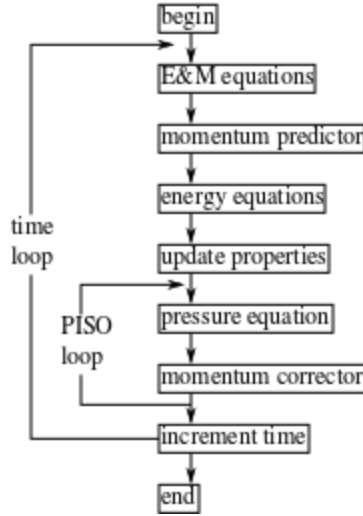 begin
E&M equations
momentum predictor
energy equations
time
loop
update properties
PISO
loop
pressure equation
momentum corrector
increment time
end